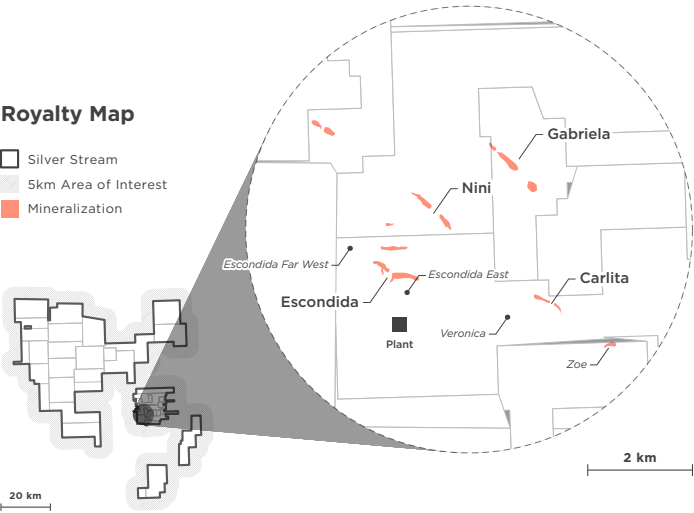 Royalty Map
Silver Stream
5km Area of Interest
Mineralization
Gabriela
Nini
Escondida Far West
Escondida East
Escondida
Carlita
Veronica
Plant
Zoe
2 km
20 km